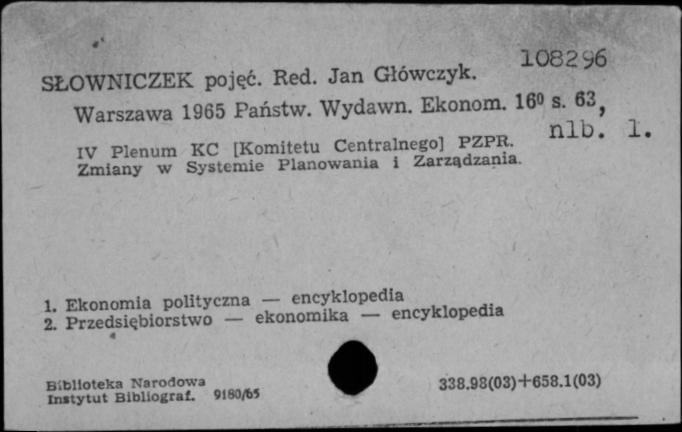 108296
SŁOWNICZEK pojęć. Red. Jan Główczyk.
Warszawa 1965 Państw. Wydawn. Ekonom. 16⁰ s. 63,
nlb. 1.
IV Plenum KC [Komitetu Centralnego] PZPR.
Zmiany w Systemie Planowania i Zarządzania.
1. Ekonomia polityczna — encyklopedia
2. Przedsiębiorstwo — ekonomika — encyklopedia
Biblioteka Narodowa
Instytut Bibliograf. 9180/65
338.98(03)+658.1(03)